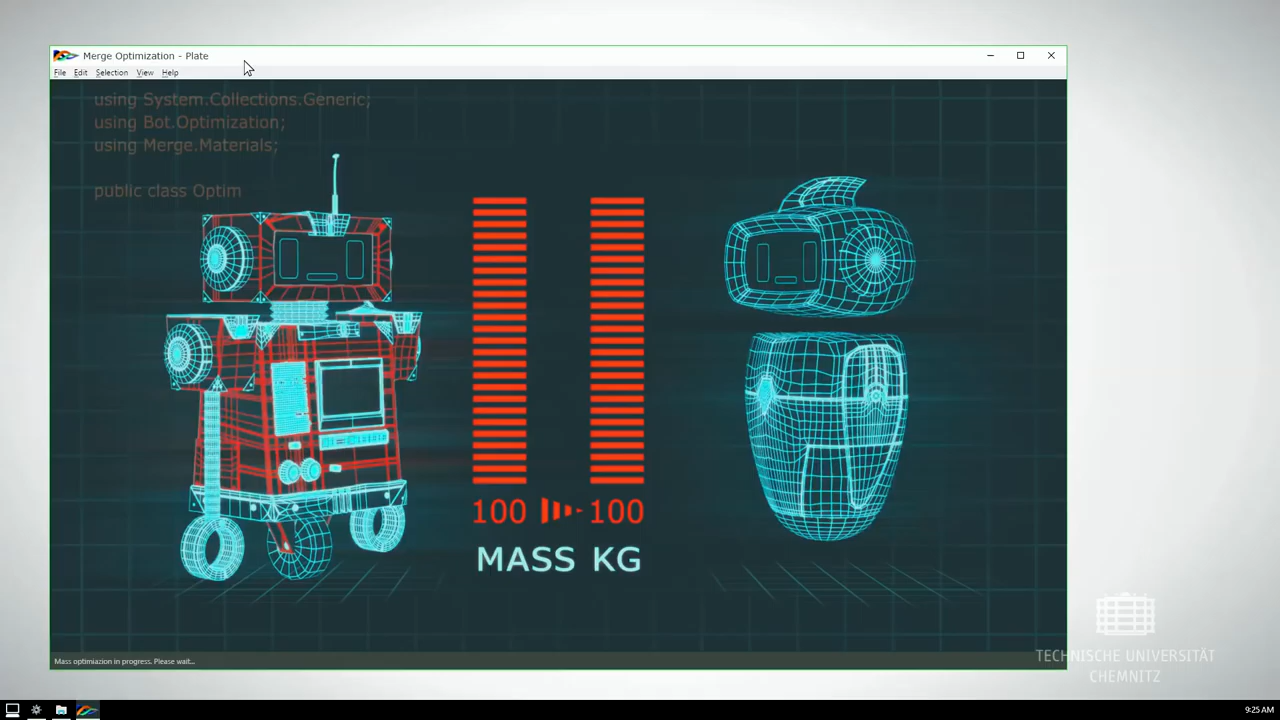 Merge Optimization - Plate
File Edit Selection View Help
using System.Collections.Generic;
using Bot.Optimization;
using Merge.Materials;
public class Optim
100 100
MASS KG
Mass optimiazion in progress. Please wait...
TECHNISCHE UNIVERSITÄT
CHEMNITZ
9:25 AM